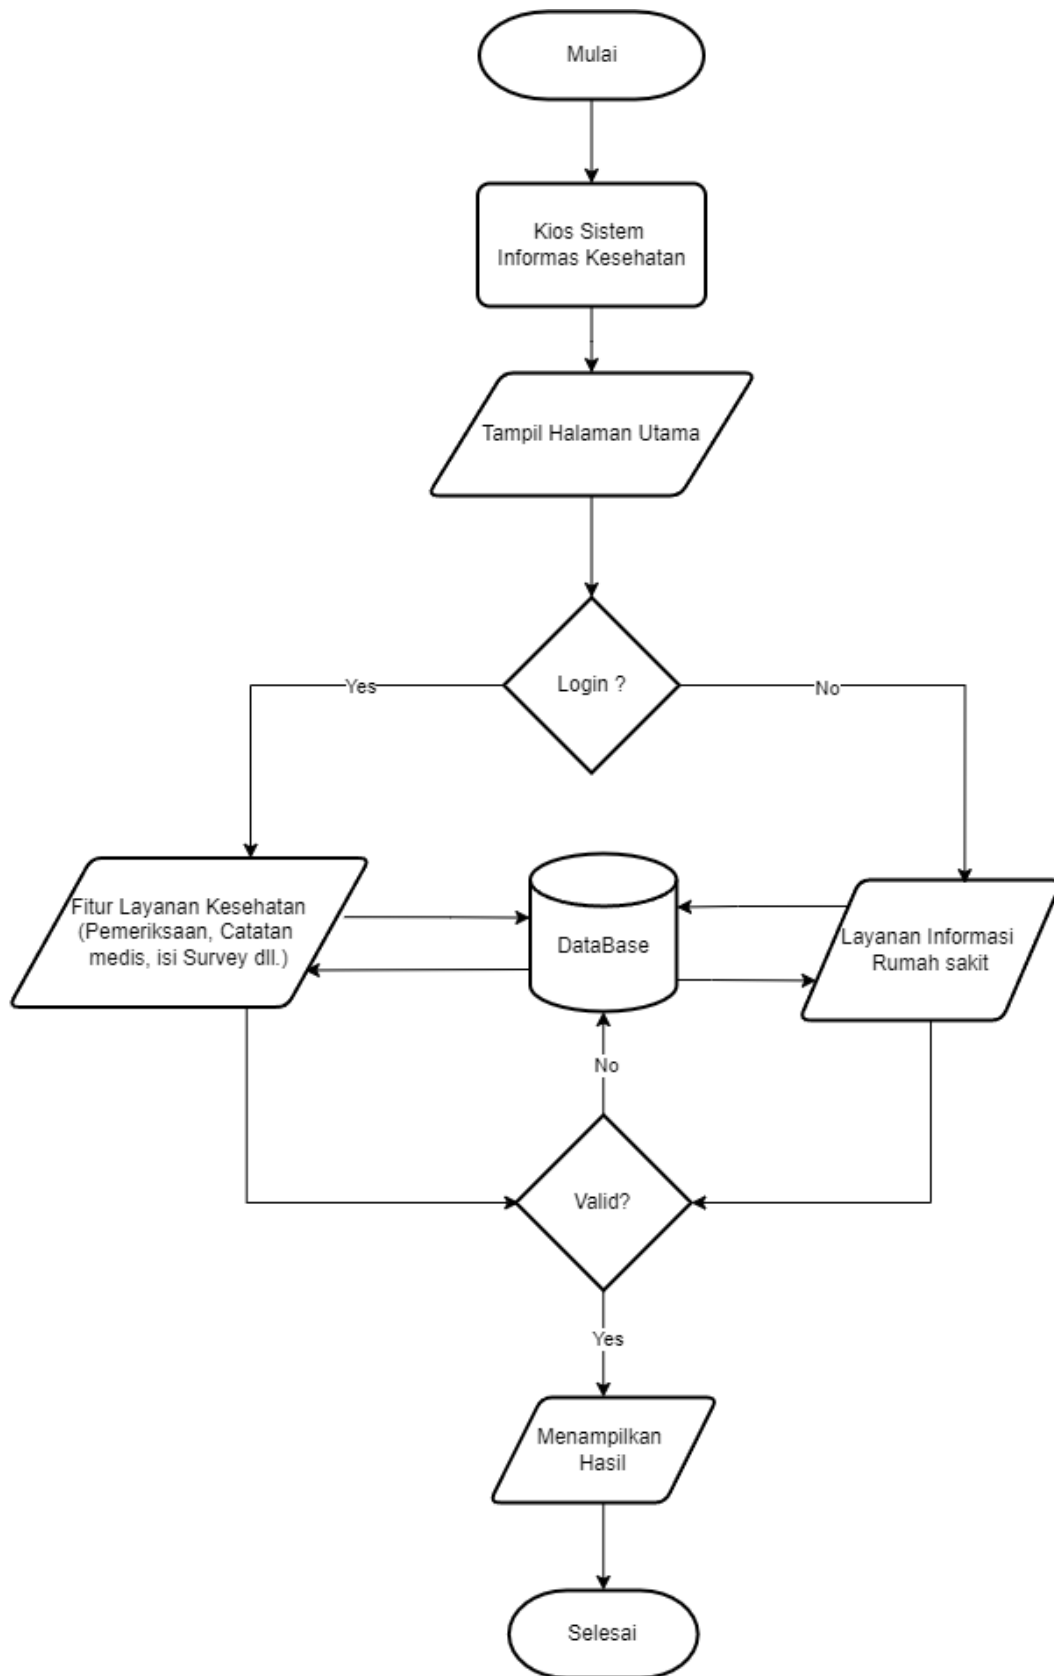 Mulai
Kios Sistem
Informas Kesehatan
Tampil Halaman Utama
Login ?
Yes
No
Fitur Layanan Kesehatan
(Pemeriksaan, Catatan
medis, isi Survey dll.)
DataBase
Layanan Informasi
Rumah sakit
No
Valid?
Yes
Menampilkan
Hasil
Selesai